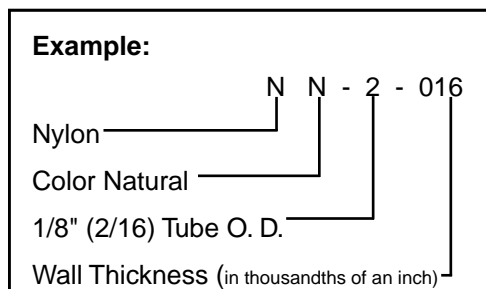 Example:
N N - 2 - 016
Nylon
Color Natural
1/8" (2/16) Tube O. D.
Wall Thickness (in thousandths of an inch)